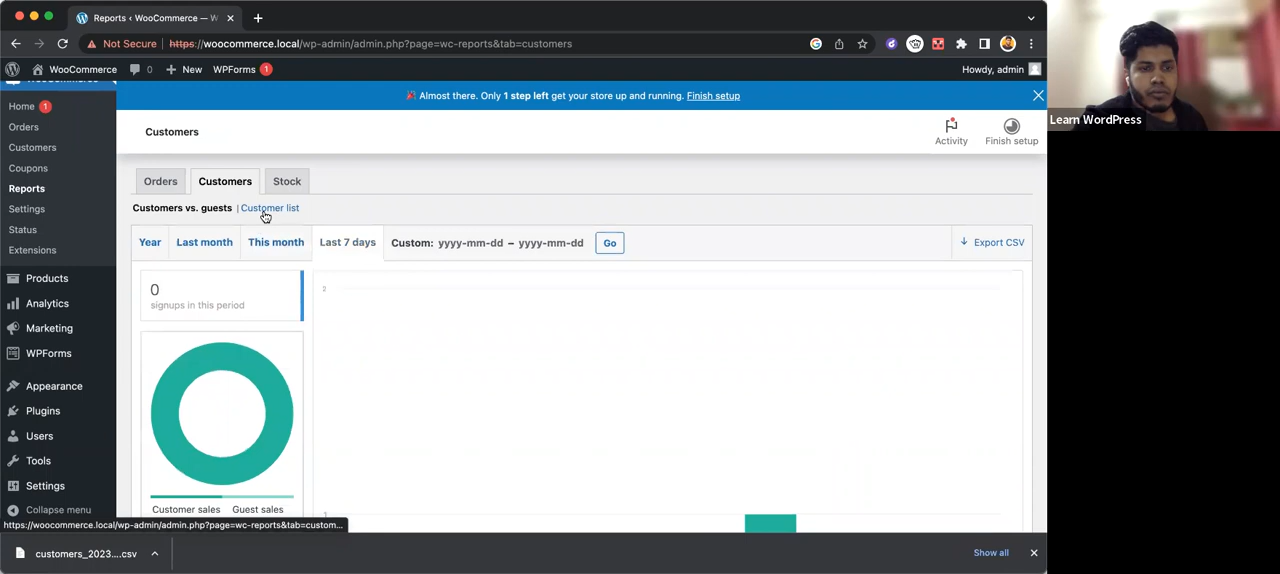 Reports ‹ WooCommerce — W
Not Secure
https://woocommerce.local/wp-admin/admin.php?page=wc-reports&tab=customers
WooCommerce
0
New
WPForms 1
Howdy, admin
Learn WordPress
Home 1
Orders
Customers
Coupons
Reports
Settings
Status
Extensions
Products
Analytics
Marketing
WPForms
Appearance
Plugins
Users
Tools
Settings
Collapse menu
Almost there. Only 1 step left get your store up and running. Finish setup
Customers
Activity
Finish setup
Orders
Customers
Stock
Customers vs. guests | Customer list
Year
Last month
This month
Last 7 days
Custom: yyyy-mm-dd – yyyy-mm-dd
Go
Export CSV
0
signups in this period
2
1
Customer sales
Guest sales
https://woocommerce.local/wp-admin/admin.php?page=wc-reports&tab=custom...
customers_2023....csv
Show all